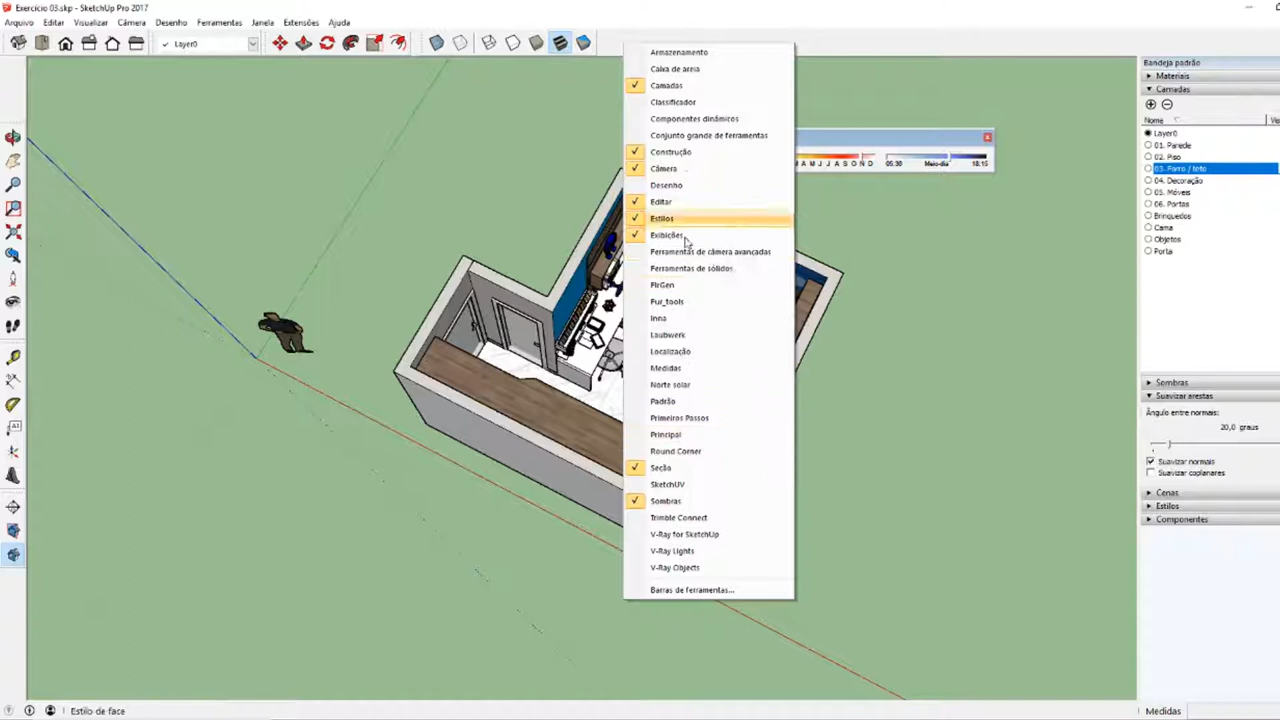 Exercício 03.skp - SketchUp Pro 2017
Arquivo Editar Visualizar Câmera Desenho Ferramentas Janela Extensões Ajuda
Layer0
Armazenamento
Caixa de areia
Camadas
Classificador
Componentes dinâmicos
Conjunto grande de ferramentas
Construção
Câmera
Desenho
Editar
Estilos
Exibições
Ferramentas de câmera avançadas
Ferramentas de sólidos
FlrGen
Fur_tools
Inna
Laubwerk
Localização
Medidas
Norte solar
Padrão
Primeiros Passos
Principal
Round Corner
Seção
SketchUV
Sombras
Trimble Connect
V-Ray for SketchUp
V-Ray Lights
V-Ray Objects
Barras de ferramentas...
M A M J J A S O N D 05:30 Meio-dia 18:15
Bandeja padrão
Materiais
Camadas
Nome
Layer0
01. Parede
02. Piso
03. Forro / teto
04. Decoração
05. Móveis
06. Portas
Brinquedos
Cama
Objetos
Porta
Sombras
Suavizar arestas
Ângulo entre normais:
20,0 graus
Suavizar normais
Suavizar coplanares
Cenas
Estilos
Componentes
Estilo de face
Medidas